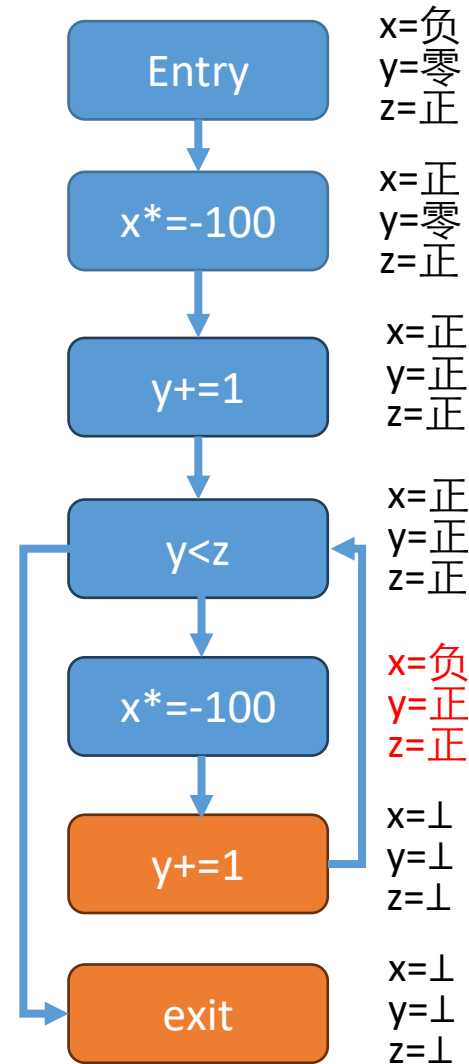 Entry
x=负
y=零
z=正
x*=-100
x=正
y=零
z=正
y+=1
x=正
y=正
z=正
y<z
x=正
y=正
z=正
x*=-100
x=负
y=正
z=正
y+=1
x=⊥
y=⊥
z=⊥
exit
x=⊥
y=⊥
z=⊥